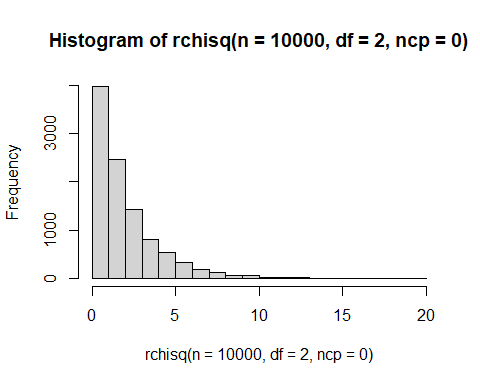 Histogram of rchisq(n = 10000, df = 2, ncp = 0)
Frequency
3000
1000
0
0 5 10 15 20
rchisq(n = 10000, df = 2, ncp = 0)